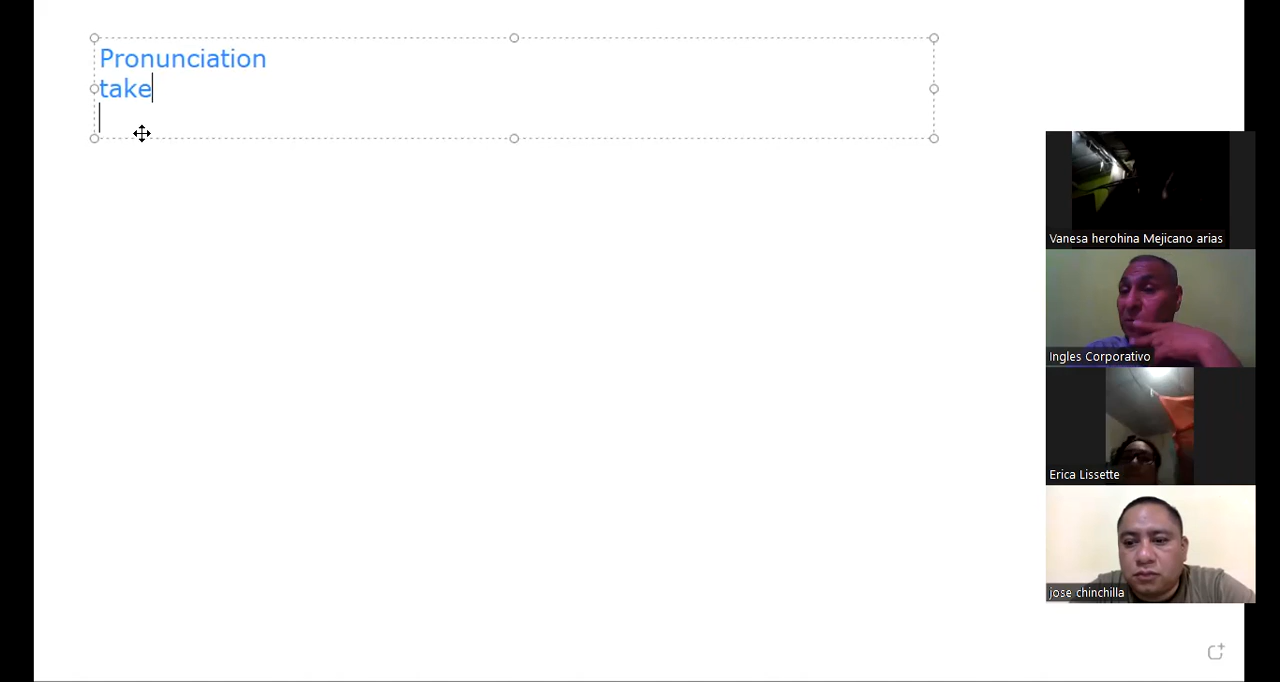 Pronunciation
take
Vanesa herohina Mejicano arias
Ingles Corporativo
Erica Lissette
jose chinchilla